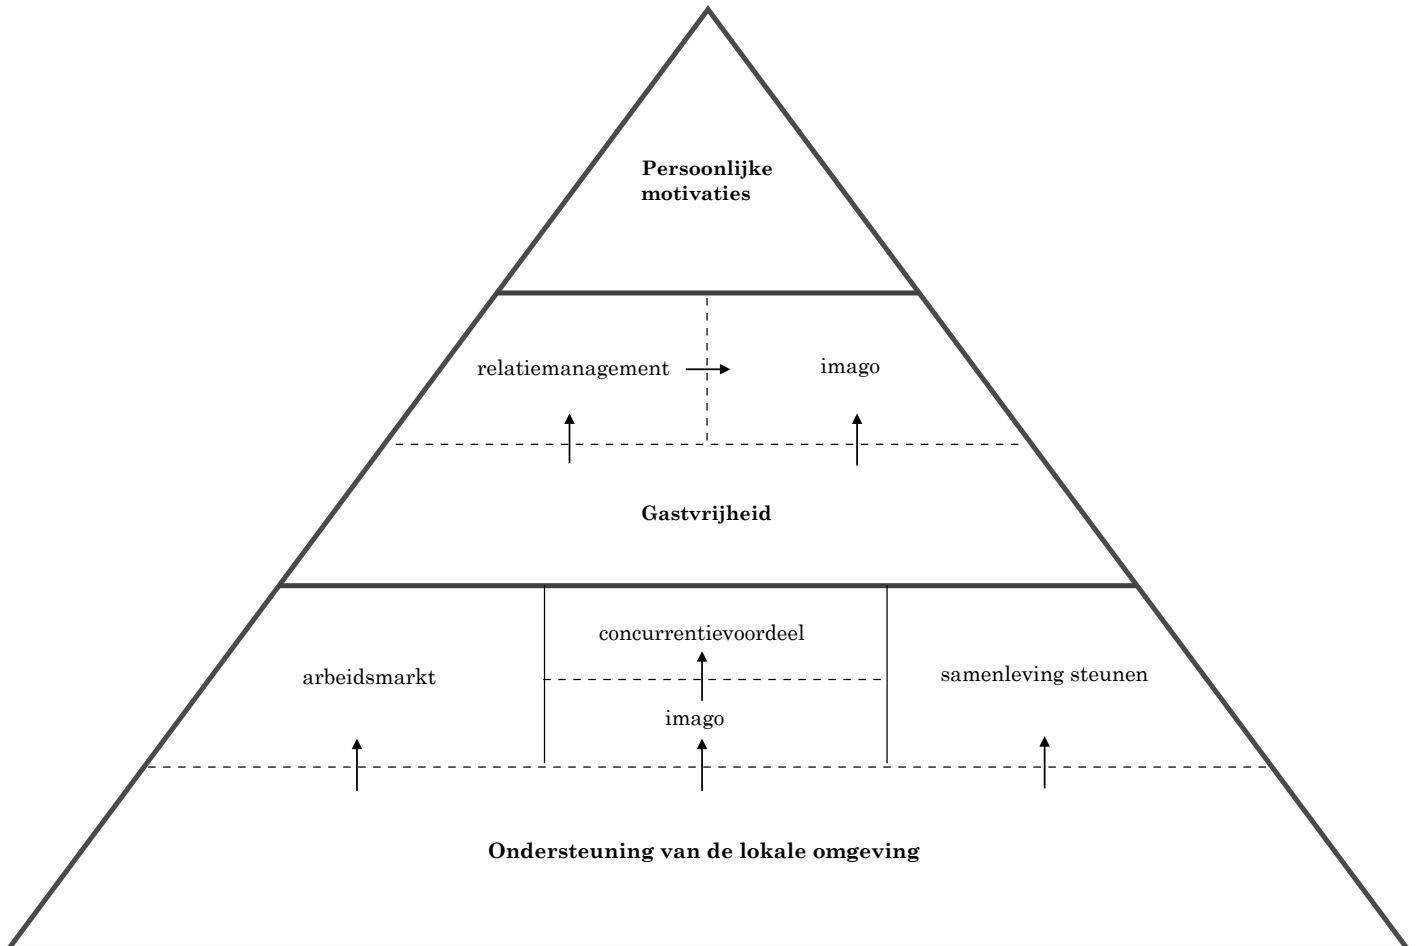 Persoonlijke
motivaties
relatiemanagement
imago
Gastvrijheid
arbeidsmarkt
concurrentievoordeel
imago
samenleving steunen
Ondersteuning van de lokale omgeving